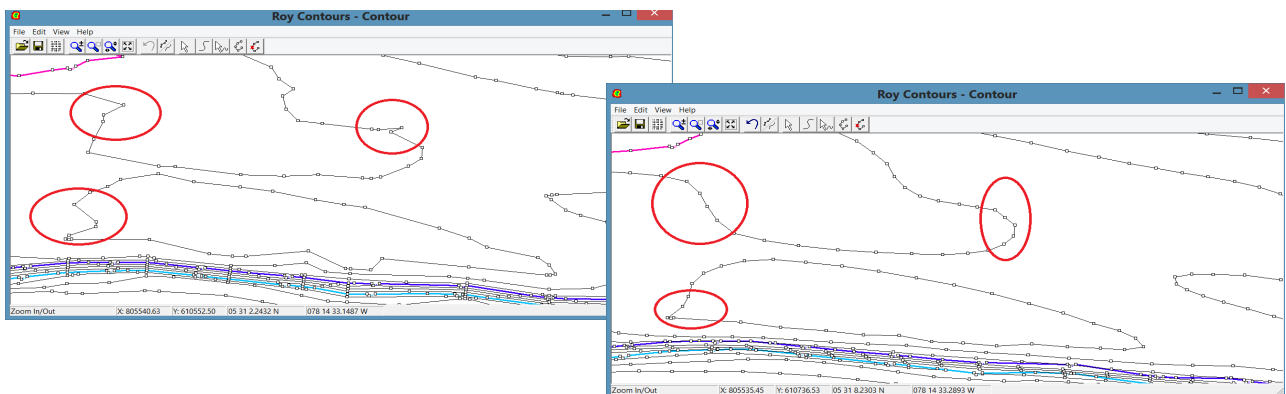 Roy Contours - Contour
File Edit View Help
Zoom In/Out X: 805540.63 Y: 610552.50 05 31 2.2432 N 078 14 33.1487 W
Roy Contours - Contour
File Edit View Help
Zoom In/Out X: 805535.45 Y: 610736.53 05 31 8.2303 N 078 14 33.2893 W